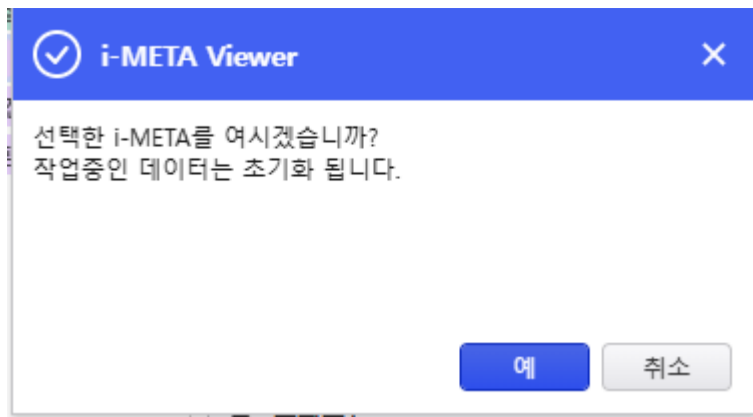 i-META Viewer
선택한 i-META를 여시겠습니까?
작업중인 데이터는 초기화 됩니다.
예 취소